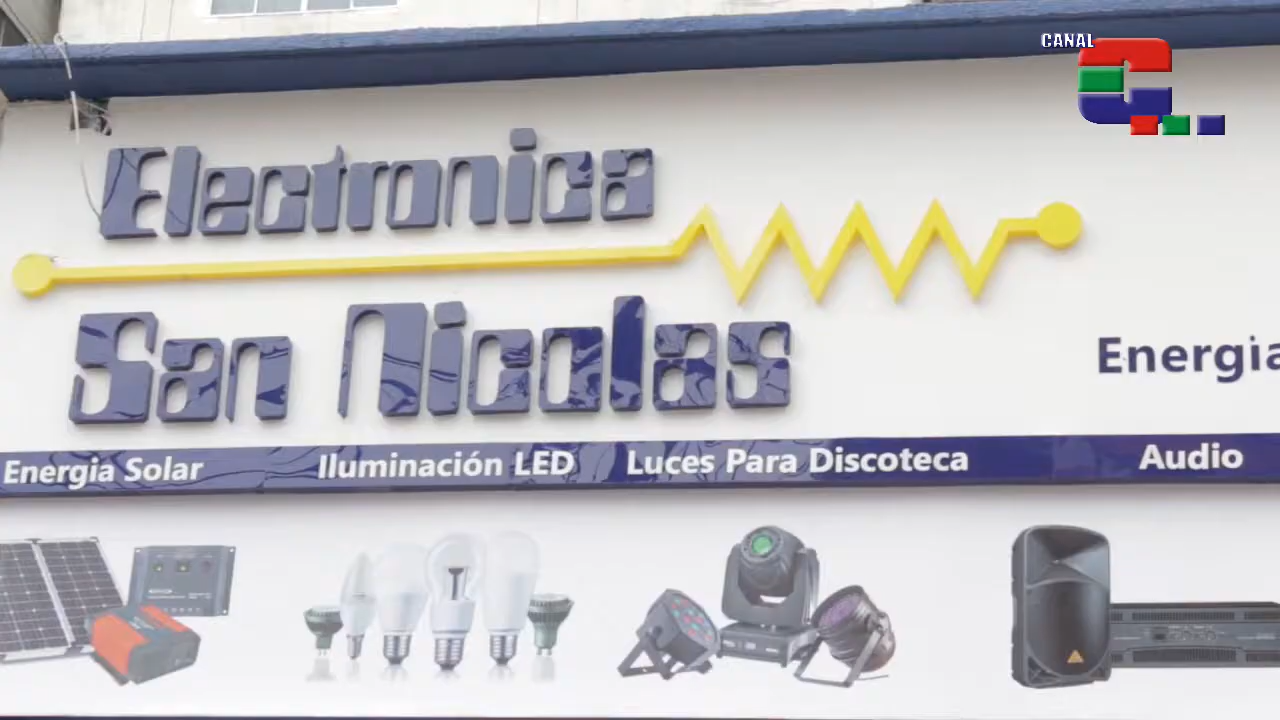 CANAL
Electronica
San Nicolas
Energia
Energia Solar Iluminación LED Luces Para Discoteca Audio